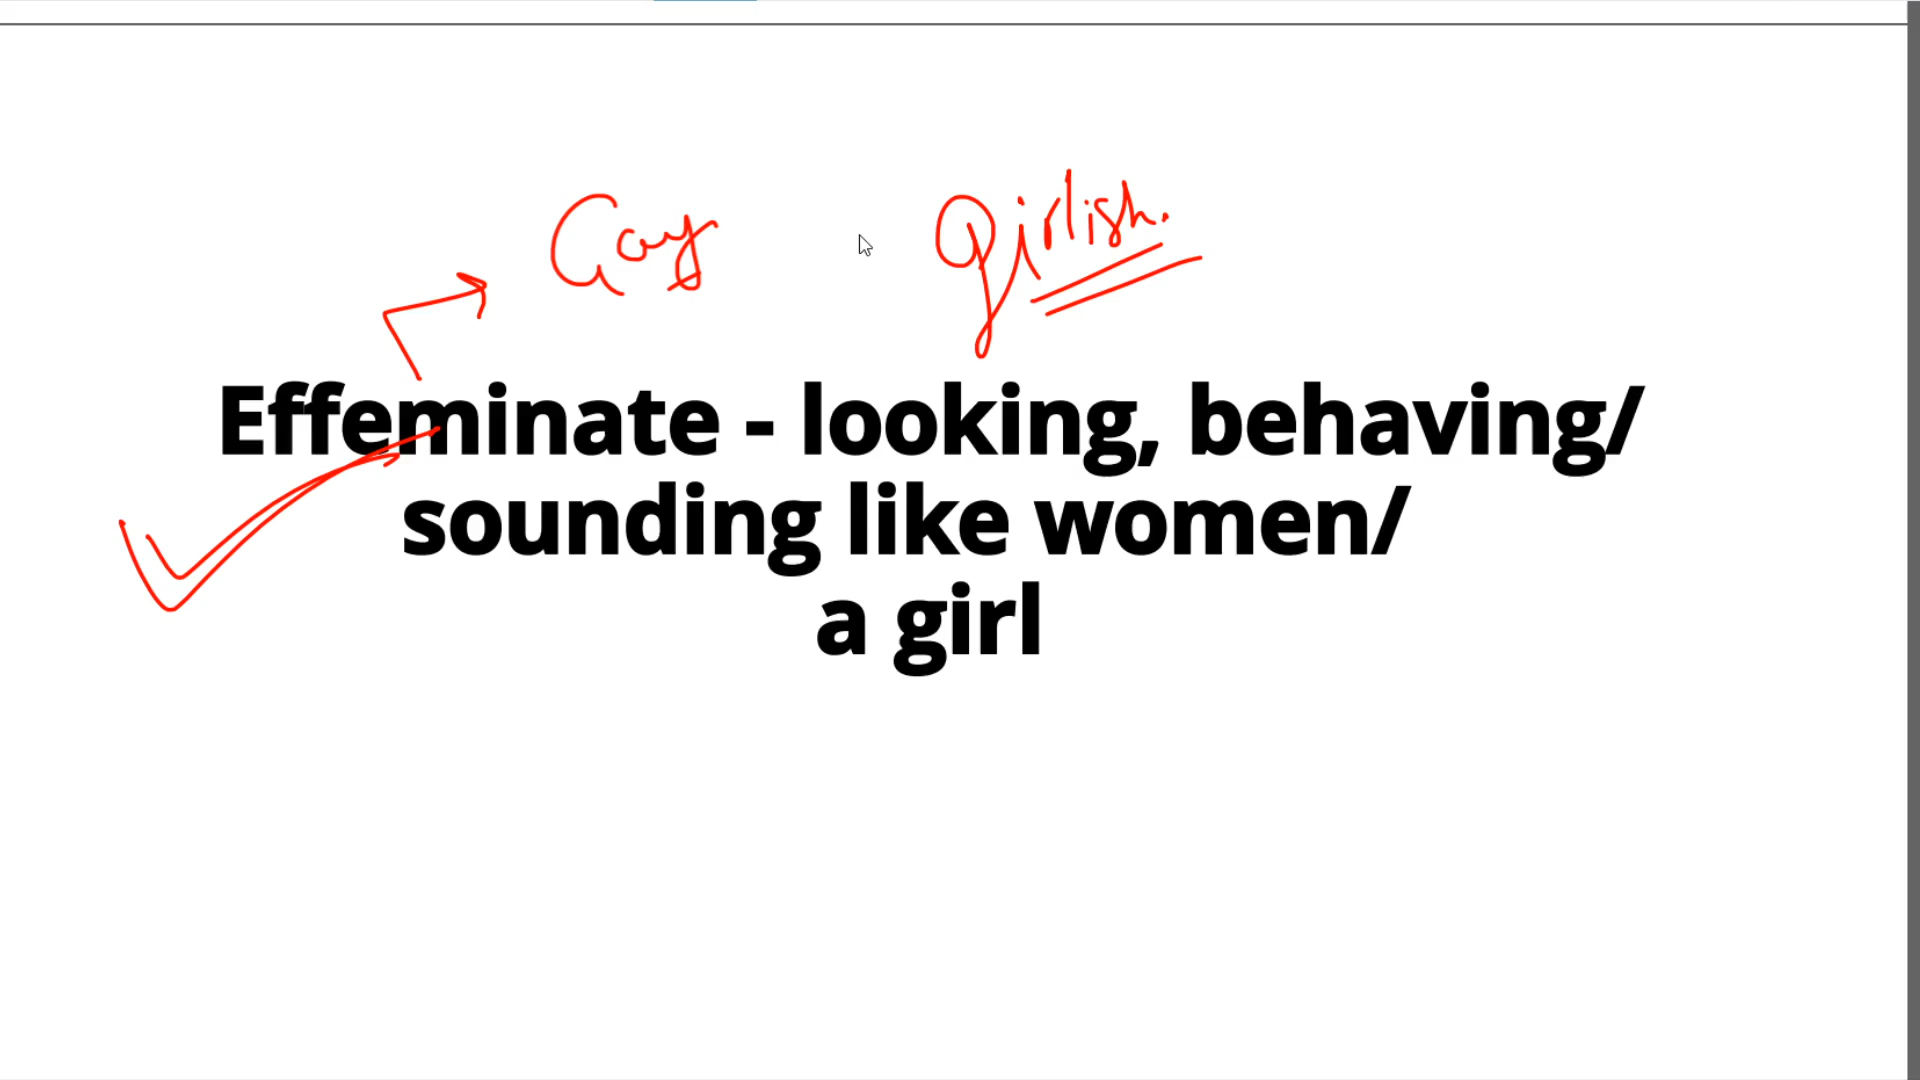 Gay girlish.
Effeminate - looking, behaving/
sounding like women/
a girl